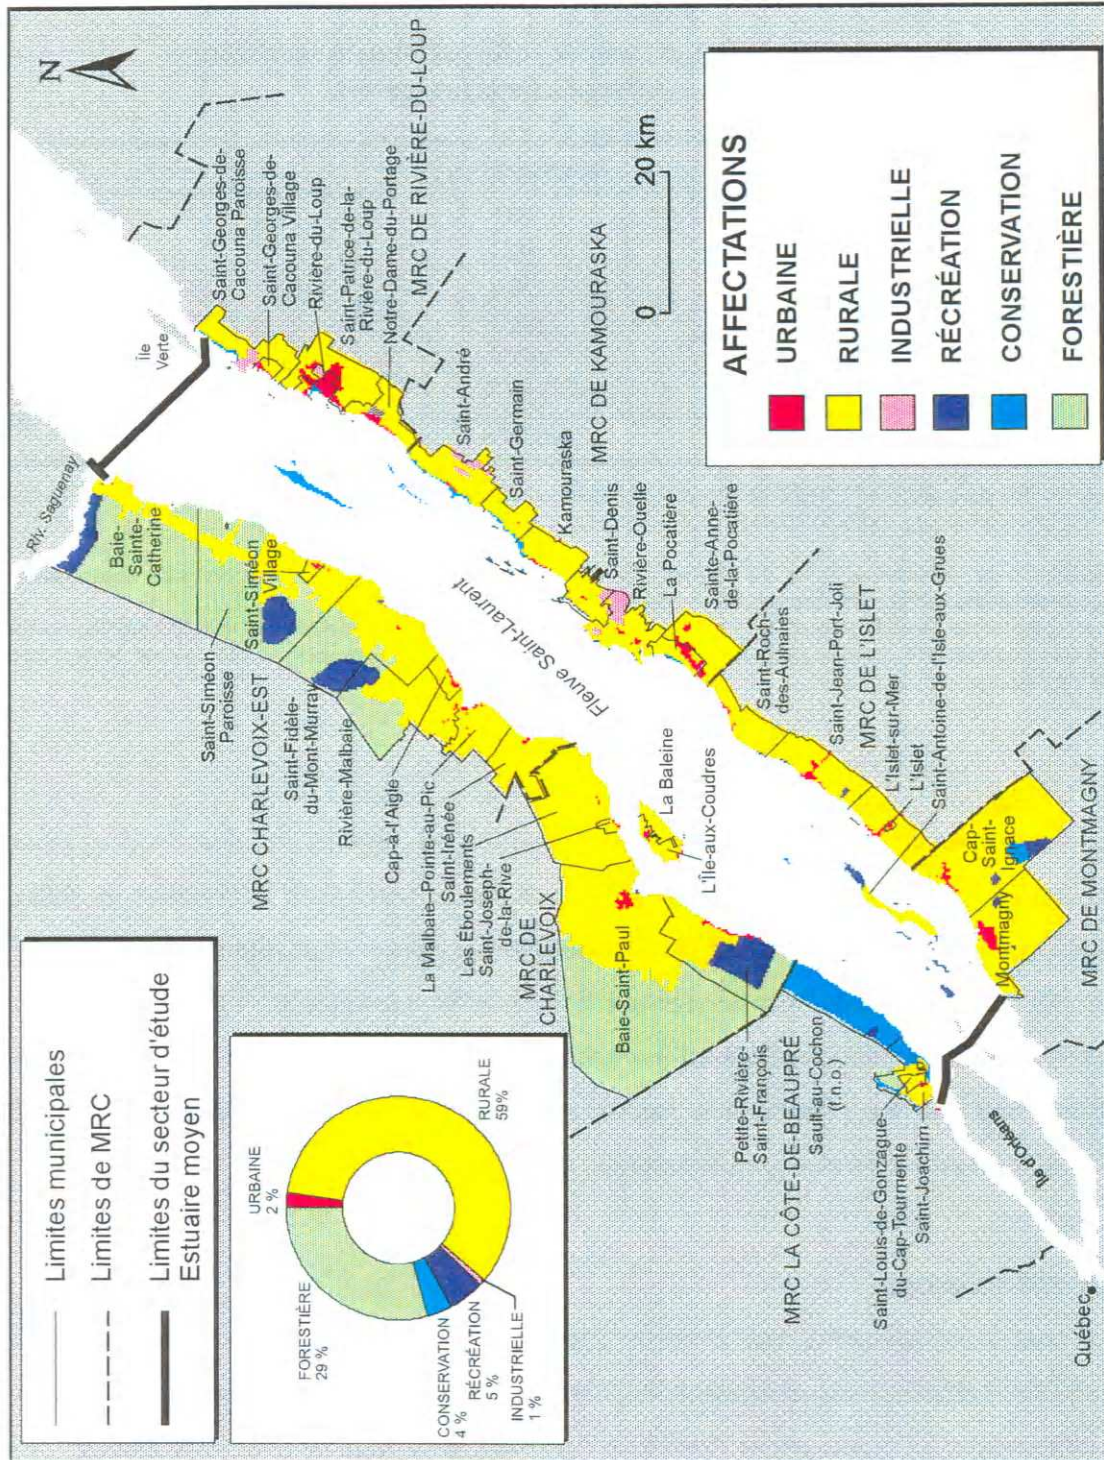 Limites municipales
Limites de MRC
Limites du secteur d'étude
Estuaire moyen
URBAINE
2 %
RURALE
59%
FORESTIÈRE
29 %
CONSERVATION
4 %
RÉCRÉATION
5 %
INDUSTRIELLE
1 %
N
Riv. Saguenay
Île
Verte
Baie-
Sainte-
Catherine
Saint-Siméon
Village
Saint-Siméon
Paroisse
MRC CHARLEVOIX-EST
Saint-Fidèle-
du-Mont-Murray
Rivière-Malbaie
Cap-à-l'Aigle
La Malbaie-Pointe-au-Pic
Saint-Irénée
Les Éboulements
Saint-Joseph-
de-la-Rive
MRC DE
CHARLEVOIX
Baie-Saint-Paul
Petite-Rivière-
Saint-François
MRC LA CÔTE-DE-BEAUPRÉ
Sault-au-Cochon
(t.n.o.)
Saint-Louis-de-Gonzague-
du-Cap-Tourmente
Saint-Joachim
Île d'Orléans
Québec
Fleuve Saint-Laurent
La Baleine
L'Île-aux-Coudres
Saint-Georges-de-
Cacouna Paroisse
Saint-Georges-de-
Cacouna Village
Rivière-du-Loup
Saint-Patrice-de-la-
Rivière-du-Loup
Notre-Dame-du-Portage
MRC DE RIVIÈRE-DU-LOUP
Saint-André
Saint-Germain
Kamouraska
MRC DE KAMOURASKA
Saint-Denis
Rivière-Ouelle
La Pocatière
Sainte-Anne-
de-la-Pocatière
Saint-Roch-
des-Aulnaies
Saint-Jean-Port-Joli
MRC DE L'ISLET
L'Islet-sur-Mer
L'Islet
Saint-Antoine-de-l'Isle-aux-Grues
Cap-
Saint-
Ignace
Montmagny
MRC DE MONTMAGNY
0 20 km
AFFECTATIONS
URBAINE
RURALE
INDUSTRIELLE
RÉCRÉATION
CONSERVATION
FORESTIÈRE